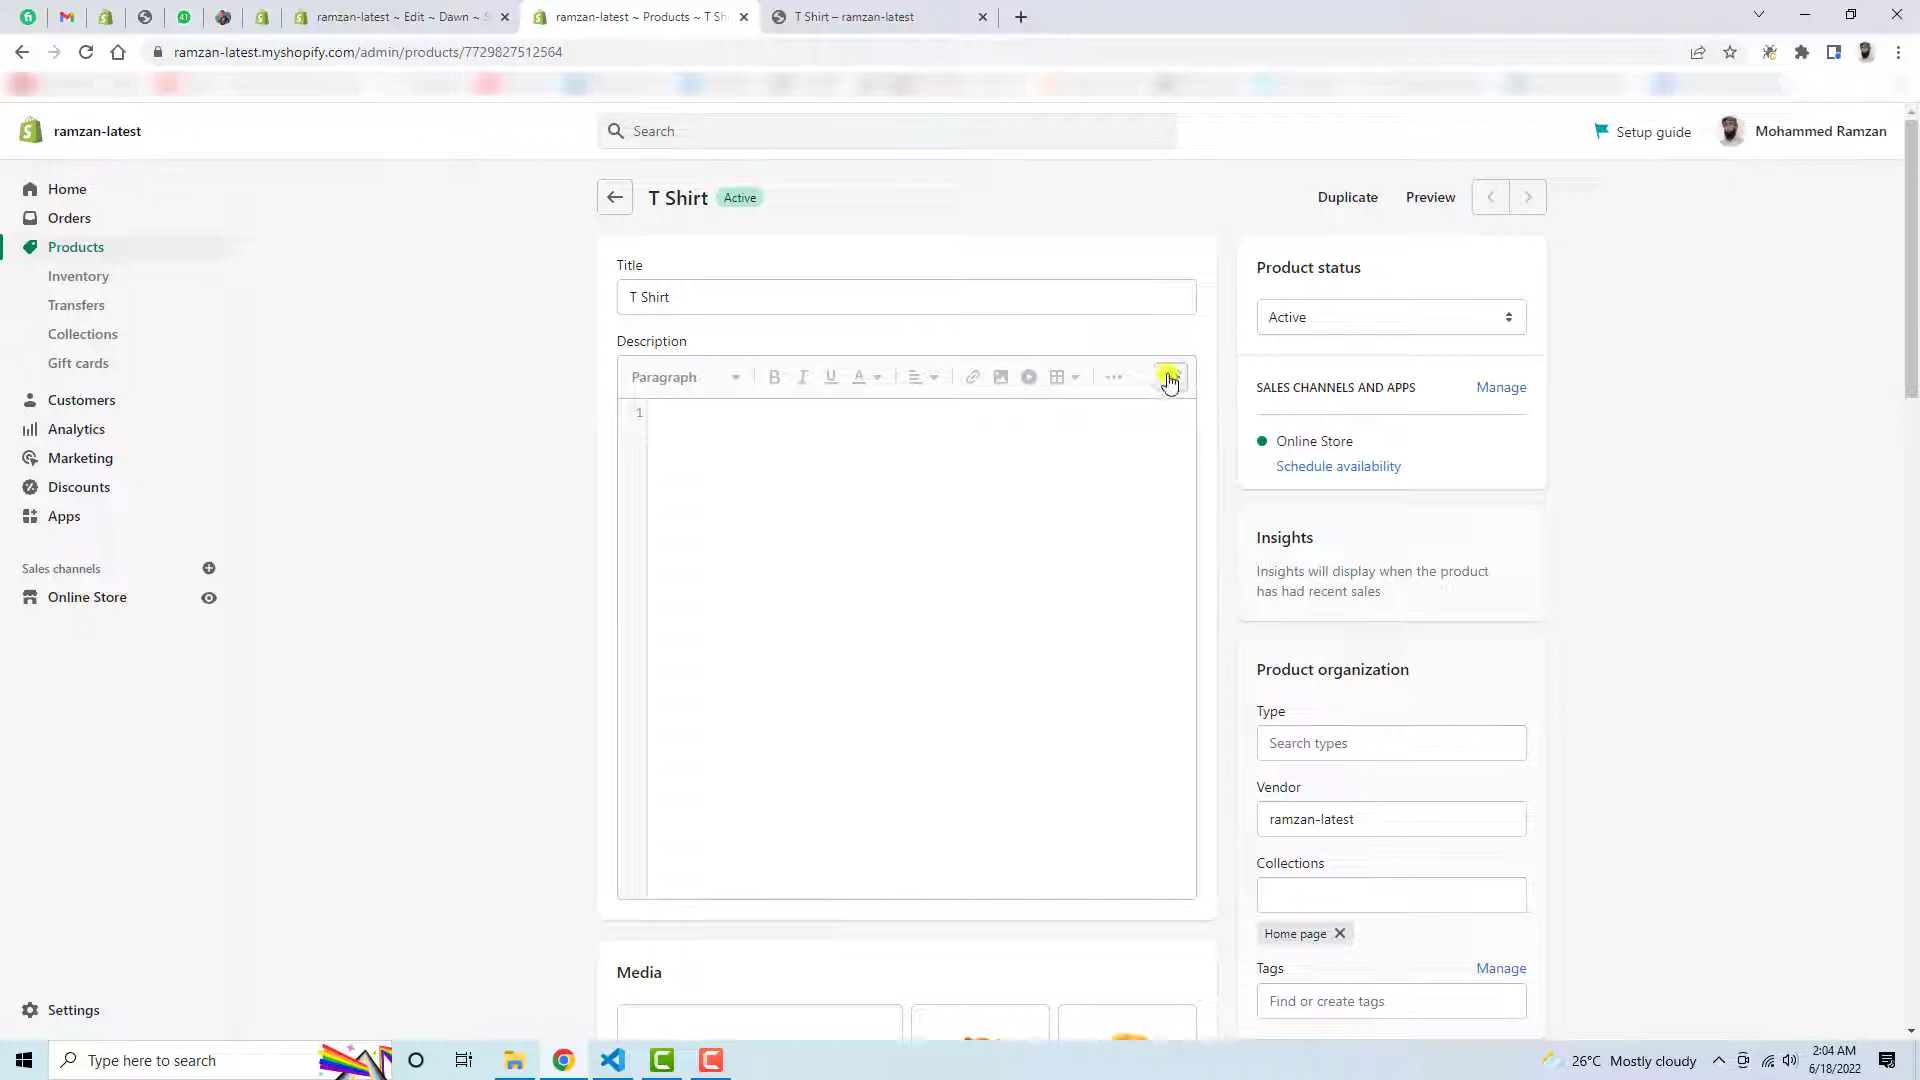 ramzan-latest ~ Edit ~ Dawn ~ S
ramzan-latest ~ Products ~ T Sh
T Shirt – ramzan-latest
ramzan-latest.myshopify.com/admin/products/7729827512564
ramzan-latest
Search
Setup guide
Mohammed Ramzan
Home
Orders
Products
Inventory
Transfers
Collections
Gift cards
Customers
Analytics
Marketing
Discounts
Apps
Sales channels
Online Store
Settings
T Shirt
Active
Duplicate
Preview
Title
T Shirt
Description
Paragraph
B I U A
1
Media
Product status
Active
SALES CHANNELS AND APPS
Manage
Online Store
Schedule availability
Insights
Insights will display when the product
has had recent sales
Product organization
Type
Search types
Vendor
ramzan-latest
Collections
Home page
Tags
Manage
Find or create tags
Type here to search
26°C Mostly cloudy
2:04 AM
6/18/2022